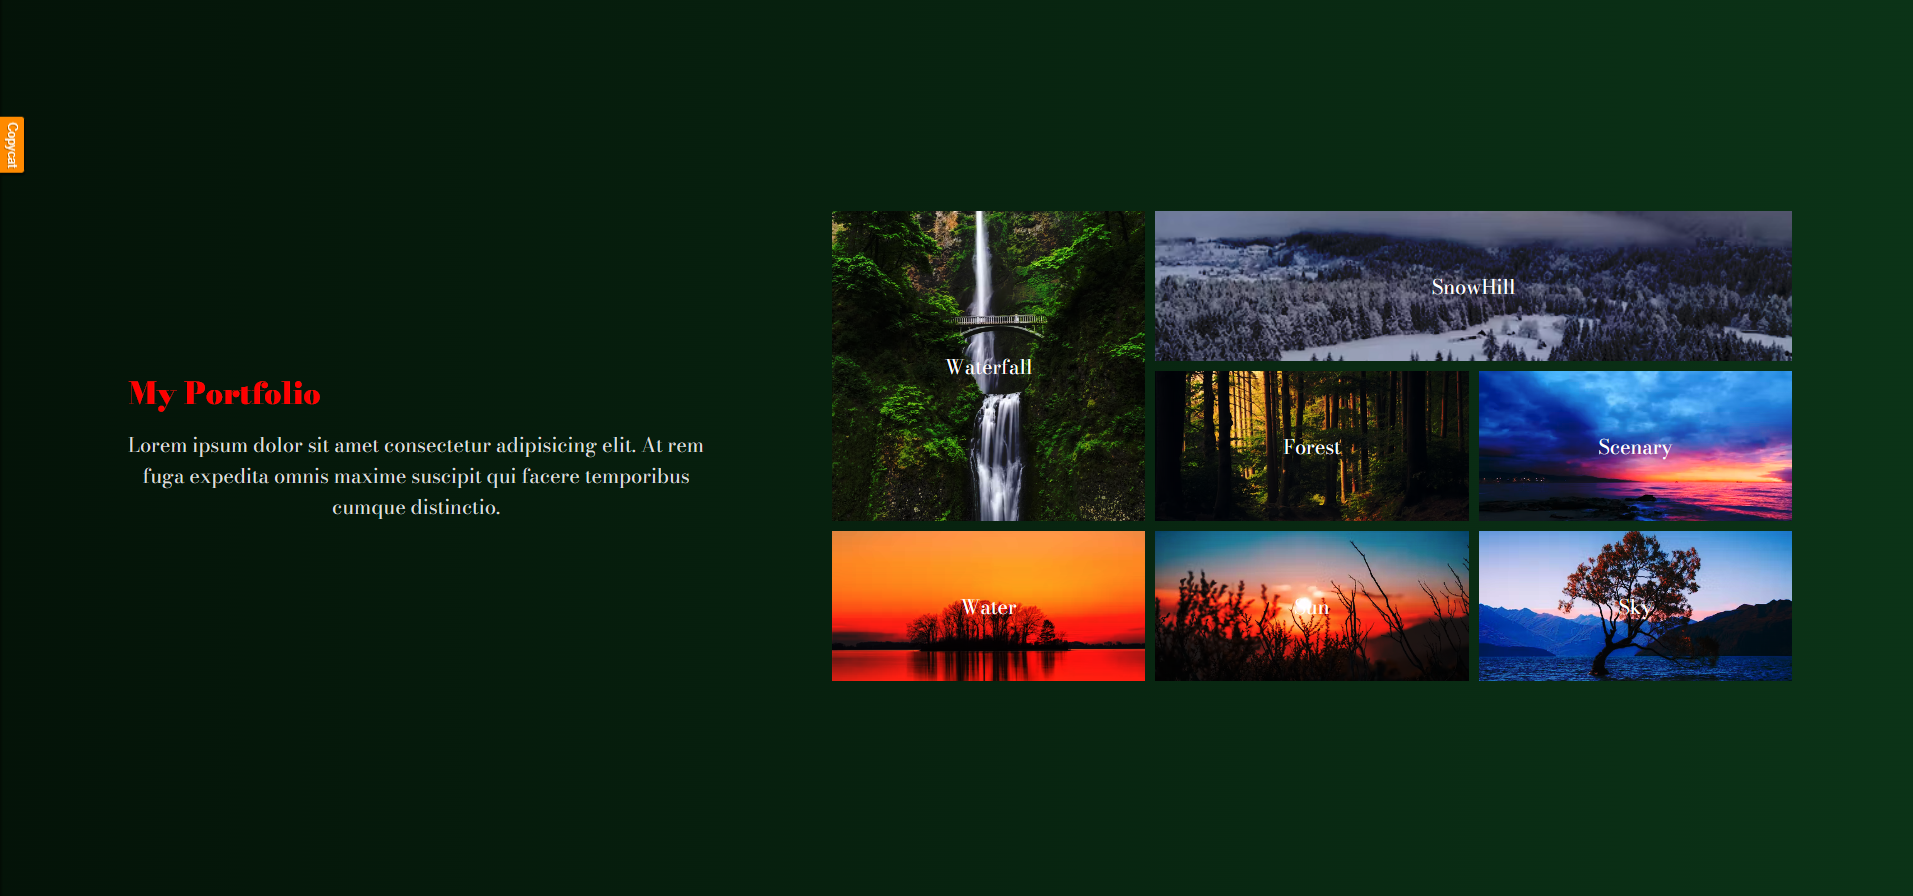 Copycat
My Portfolio
Lorem ipsum dolor sit amet consectetur adipisicing elit. At rem
fuga expedita omnis maxime suscipit qui facere temporibus
cumque distinctio.
Waterfall
SnowHill
Forest
Scenary
Water
Sun
Sky